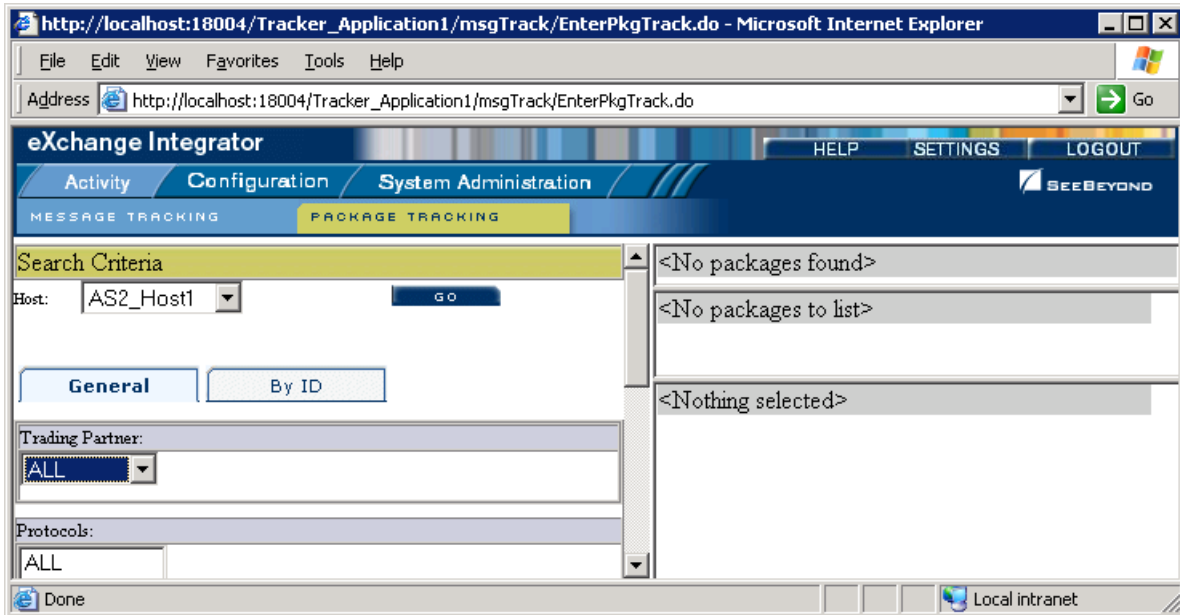 http://localhost:18004/Tracker_Application1/msgTrack/EnterPkgTrack.do - Microsoft Internet Explorer
File Edit View Favorites Tools Help
Address http://localhost:18004/Tracker_Application1/msgTrack/EnterPkgTrack.do Go
eXchange Integrator
HELP SETTINGS LOGOUT
Activity Configuration System Administration
SEEBEYOND
MESSAGE TRACKING PACKAGE TRACKING
Search Criteria
Host: AS2_Host1 GO
General By ID
Trading Partner:
ALL
Protocols:
ALL
<No packages found>
<No packages to list>
<Nothing selected>
Done Local intranet